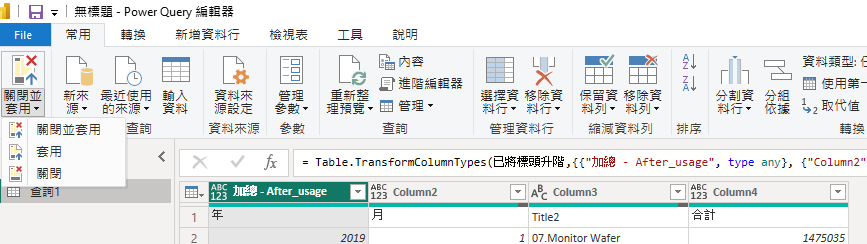 無標題 - Power Query 編輯器
File 常用 轉換 新增資料行 檢視表 工具 說明
關閉並套用
新來源
最近使用的來源
輸入資料
資料來源設定
管理參數
重新整理預覽
內容
進階編輯器
管理
選擇資料行
移除資料行
保留資料列
移除資料列
分割資料行
分組依據
資料類型: 任
使用第一
取代值
關閉並套用
套用
關閉
查詢
資料來源
參數
查詢
管理資料行
縮減資料列
排序
轉換
查詢1
= Table.TransformColumnTypes(已將標頭升階,{{"加總 - After_usage", type any}, {"Column2"
ABC 123 加總 - After_usage ABC 123 Column2 ABC Column3 ABC 123 Column4
1 年 月 Title2 合計
2 2019 1 07.Monitor Wafer 1475035